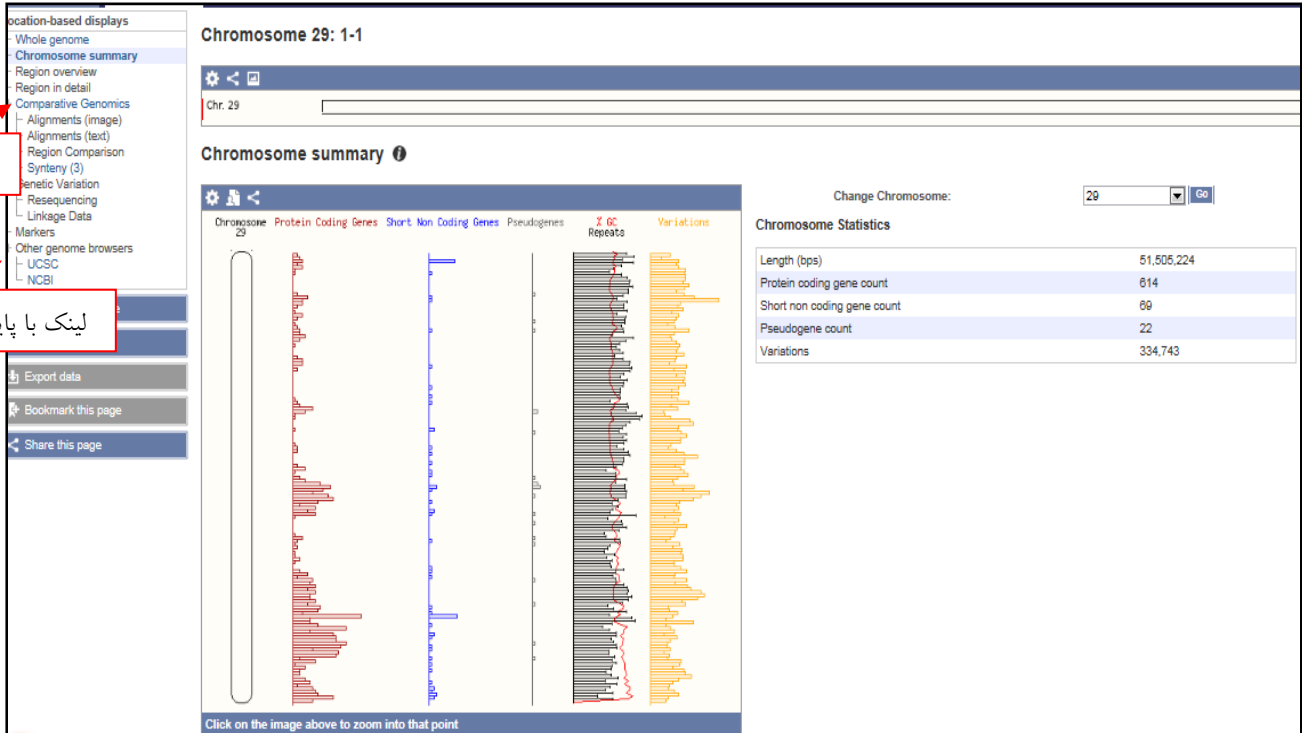 ocation-based displays
Whole genome
Chromosome summary
Region overview
Region in detail
Comparative Genomics
Alignments (image)
Alignments (text)
Region Comparison
Synteny (3)
Genetic Variation
Resequencing
Linkage Data
Markers
Other genome browsers
UCSC
NCBI
لینک با
Export data
Bookmark this page
Share this page
Chromosome 29: 1-1
Chr. 29
Chromosome summary
Chromosome 29
Protein Coding Genes
Short Non Coding Genes
Pseudogenes
% GC
Repeats
Variations
Click on the image above to zoom into that point
Change Chromosome: 29 Go
Chromosome Statistics
Length (bps) 51,505,224
Protein coding gene count 614
Short non coding gene count 69
Pseudogene count 22
Variations 334,743